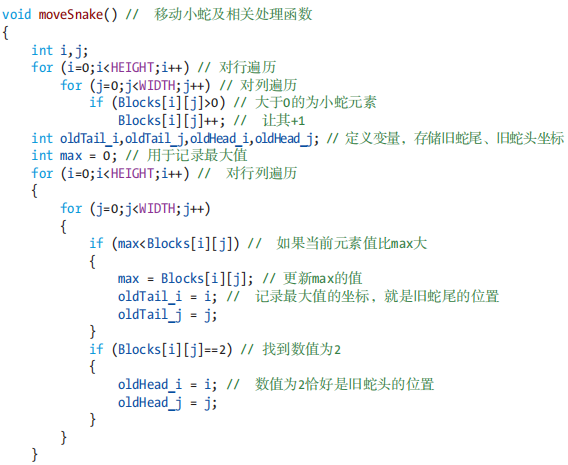 void moveSnake() // 移动小蛇及相关处理函数
{
    int i,j;
    for (i=0;i<HEIGHT;i++) // 对行遍历
        for (j=0;j<WIDTH;j++) // 对列遍历
            if (Blocks[i][j]>0) // 大于0的为小蛇元素
                Blocks[i][j]++; // 让其+1
    int oldTail_i,oldTail_j,oldHead_i,oldHead_j; // 定义变量，存储旧蛇尾、旧蛇头坐标
    int max = 0; // 用于记录最大值
    for (i=0;i<HEIGHT;i++) // 对行列遍历
    {
        for (j=0;j<WIDTH;j++)
        {
            if (max<Blocks[i][j]) // 如果当前元素值比max大
            {
                max = Blocks[i][j]; // 更新max的值
                oldTail_i = i; // 记录最大值的坐标，就是旧蛇尾的位置
                oldTail_j = j;
            }
            if (Blocks[i][j]==2) // 找到数值为2
            {
                oldHead_i = i; // 数值为2恰好是旧蛇头的位置
                oldHead_j = j;
            }
        }
    }